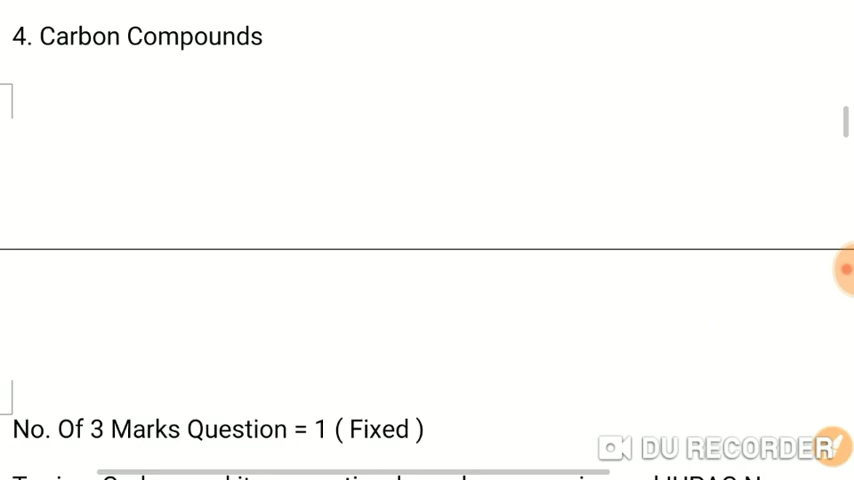 4. Carbon Compounds
No. Of 3 Marks Question = 1 ( Fixed )
DU RECORDER